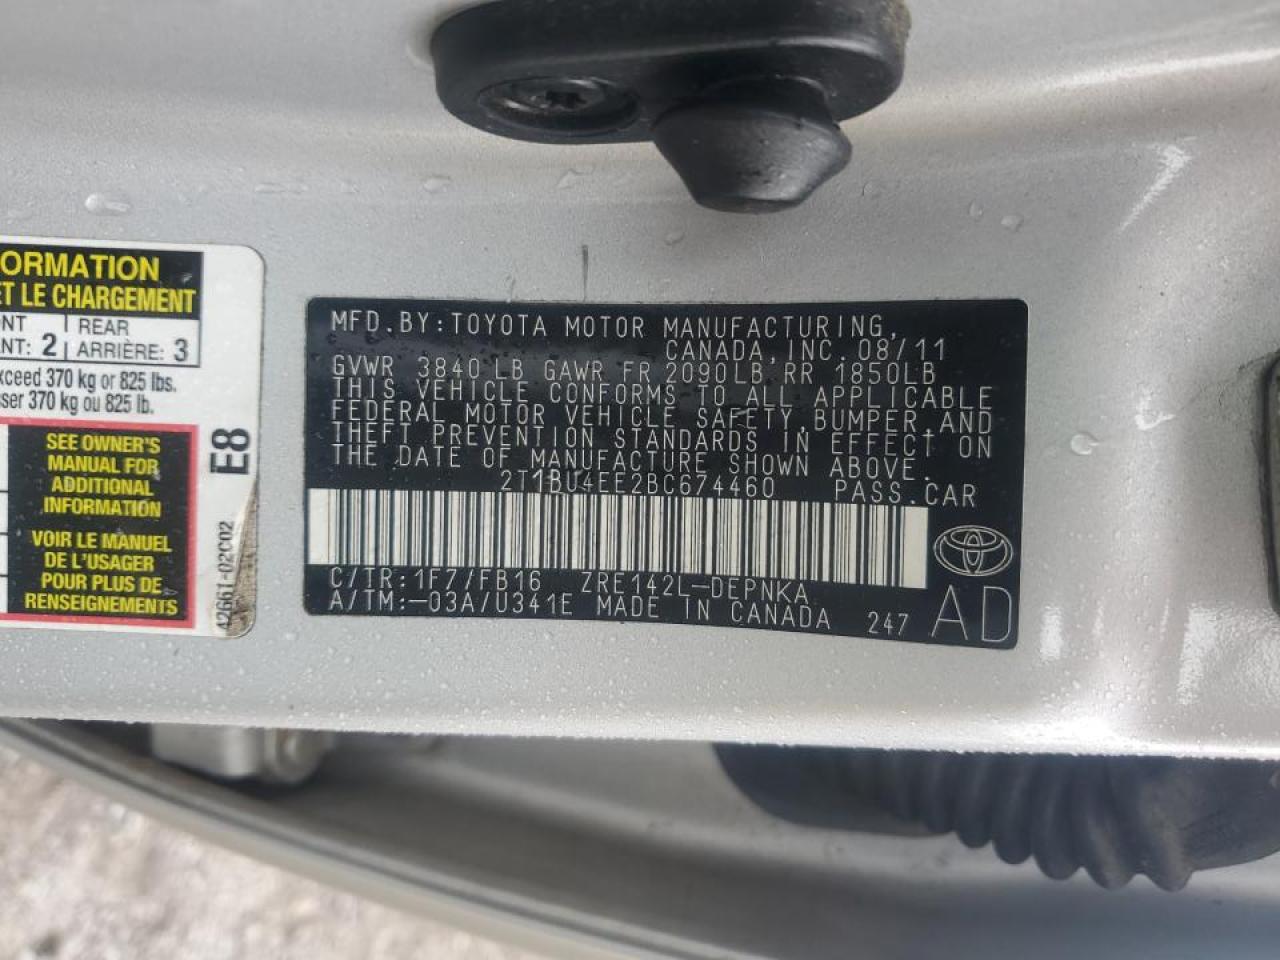 ORMATION
ET LE CHARGEMENT
NT | REAR
ANT: 2 | ARRIÈRE: 3
xceed 370 kg or 825 lbs.
sser 370 kg ou 825 lb.
SEE OWNER'S
MANUAL FOR
ADDITIONAL
INFORMATION
VOIR LE MANUEL
DE L'USAGER
POUR PLUS DE
RENSEIGNEMENTS
E8
42661-02C02
MFD.BY:TOYOTA MOTOR MANUFACTURING,
CANADA,INC.08/11
GVWR 3840LB GAWR FR 2090LB RR 1850LB
THIS VEHICLE CONFORMS TO ALL APPLICABLE
FEDERAL MOTOR VEHICLE SAFETY,BUMPER,AND
THEFT PREVENTION STANDARDS IN EFFECT ON
THE DATE OF MANUFACTURE SHOWN ABOVE.
2T1BU4EE2BC674460 PASS.CAR
C/TR:1F7/FB16 ZRE142L-DEPNKA
A/TM:-03A/U341E MADE IN CANADA 247 AD